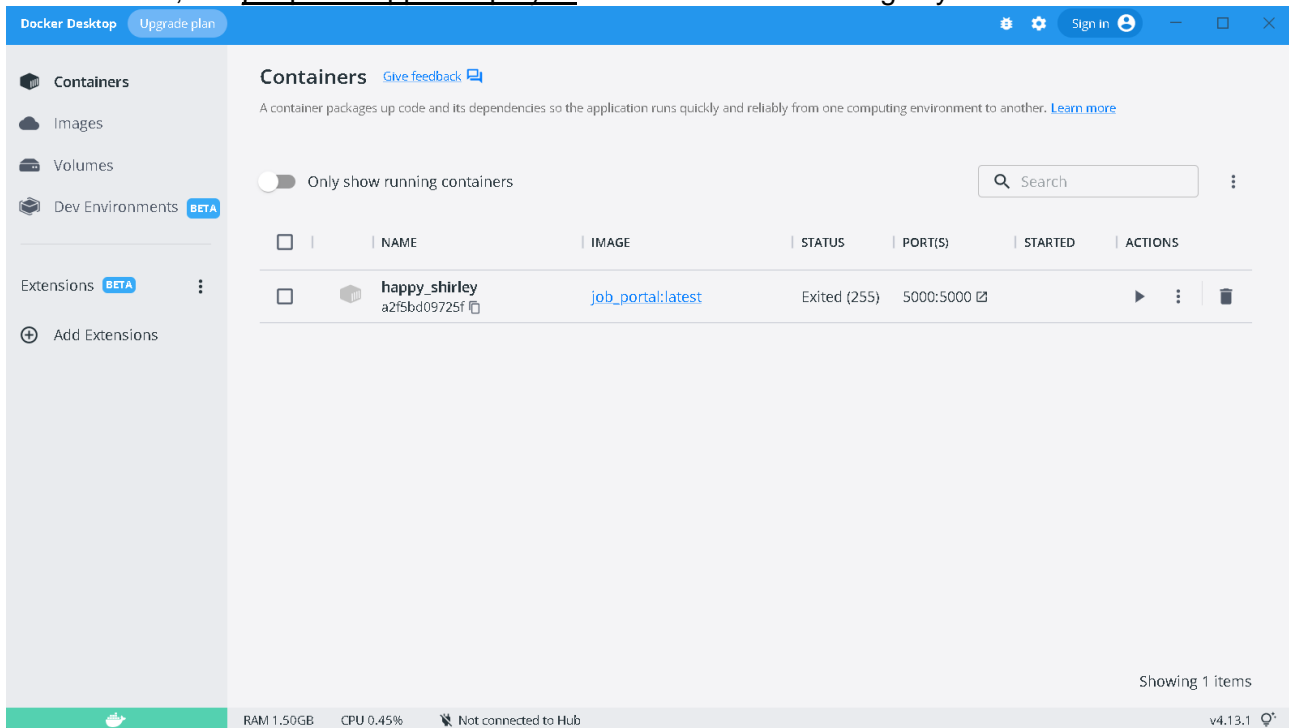 Docker Desktop Upgrade plan Sign in
Containers
Images
Volumes
Dev Environments BETA
Extensions BETA
Add Extensions
Containers Give feedback
A container packages up code and its dependencies so the application runs quickly and reliably from one computing environment to another. Learn more
Only show running containers
Search
NAME IMAGE STATUS PORT(S) STARTED ACTIONS
happy_shirley job_portal:latest Exited (255) 5000:5000
a2f5bd09725f
Showing 1 items
RAM 1.50GB CPU 0.45% Not connected to Hub v4.13.1